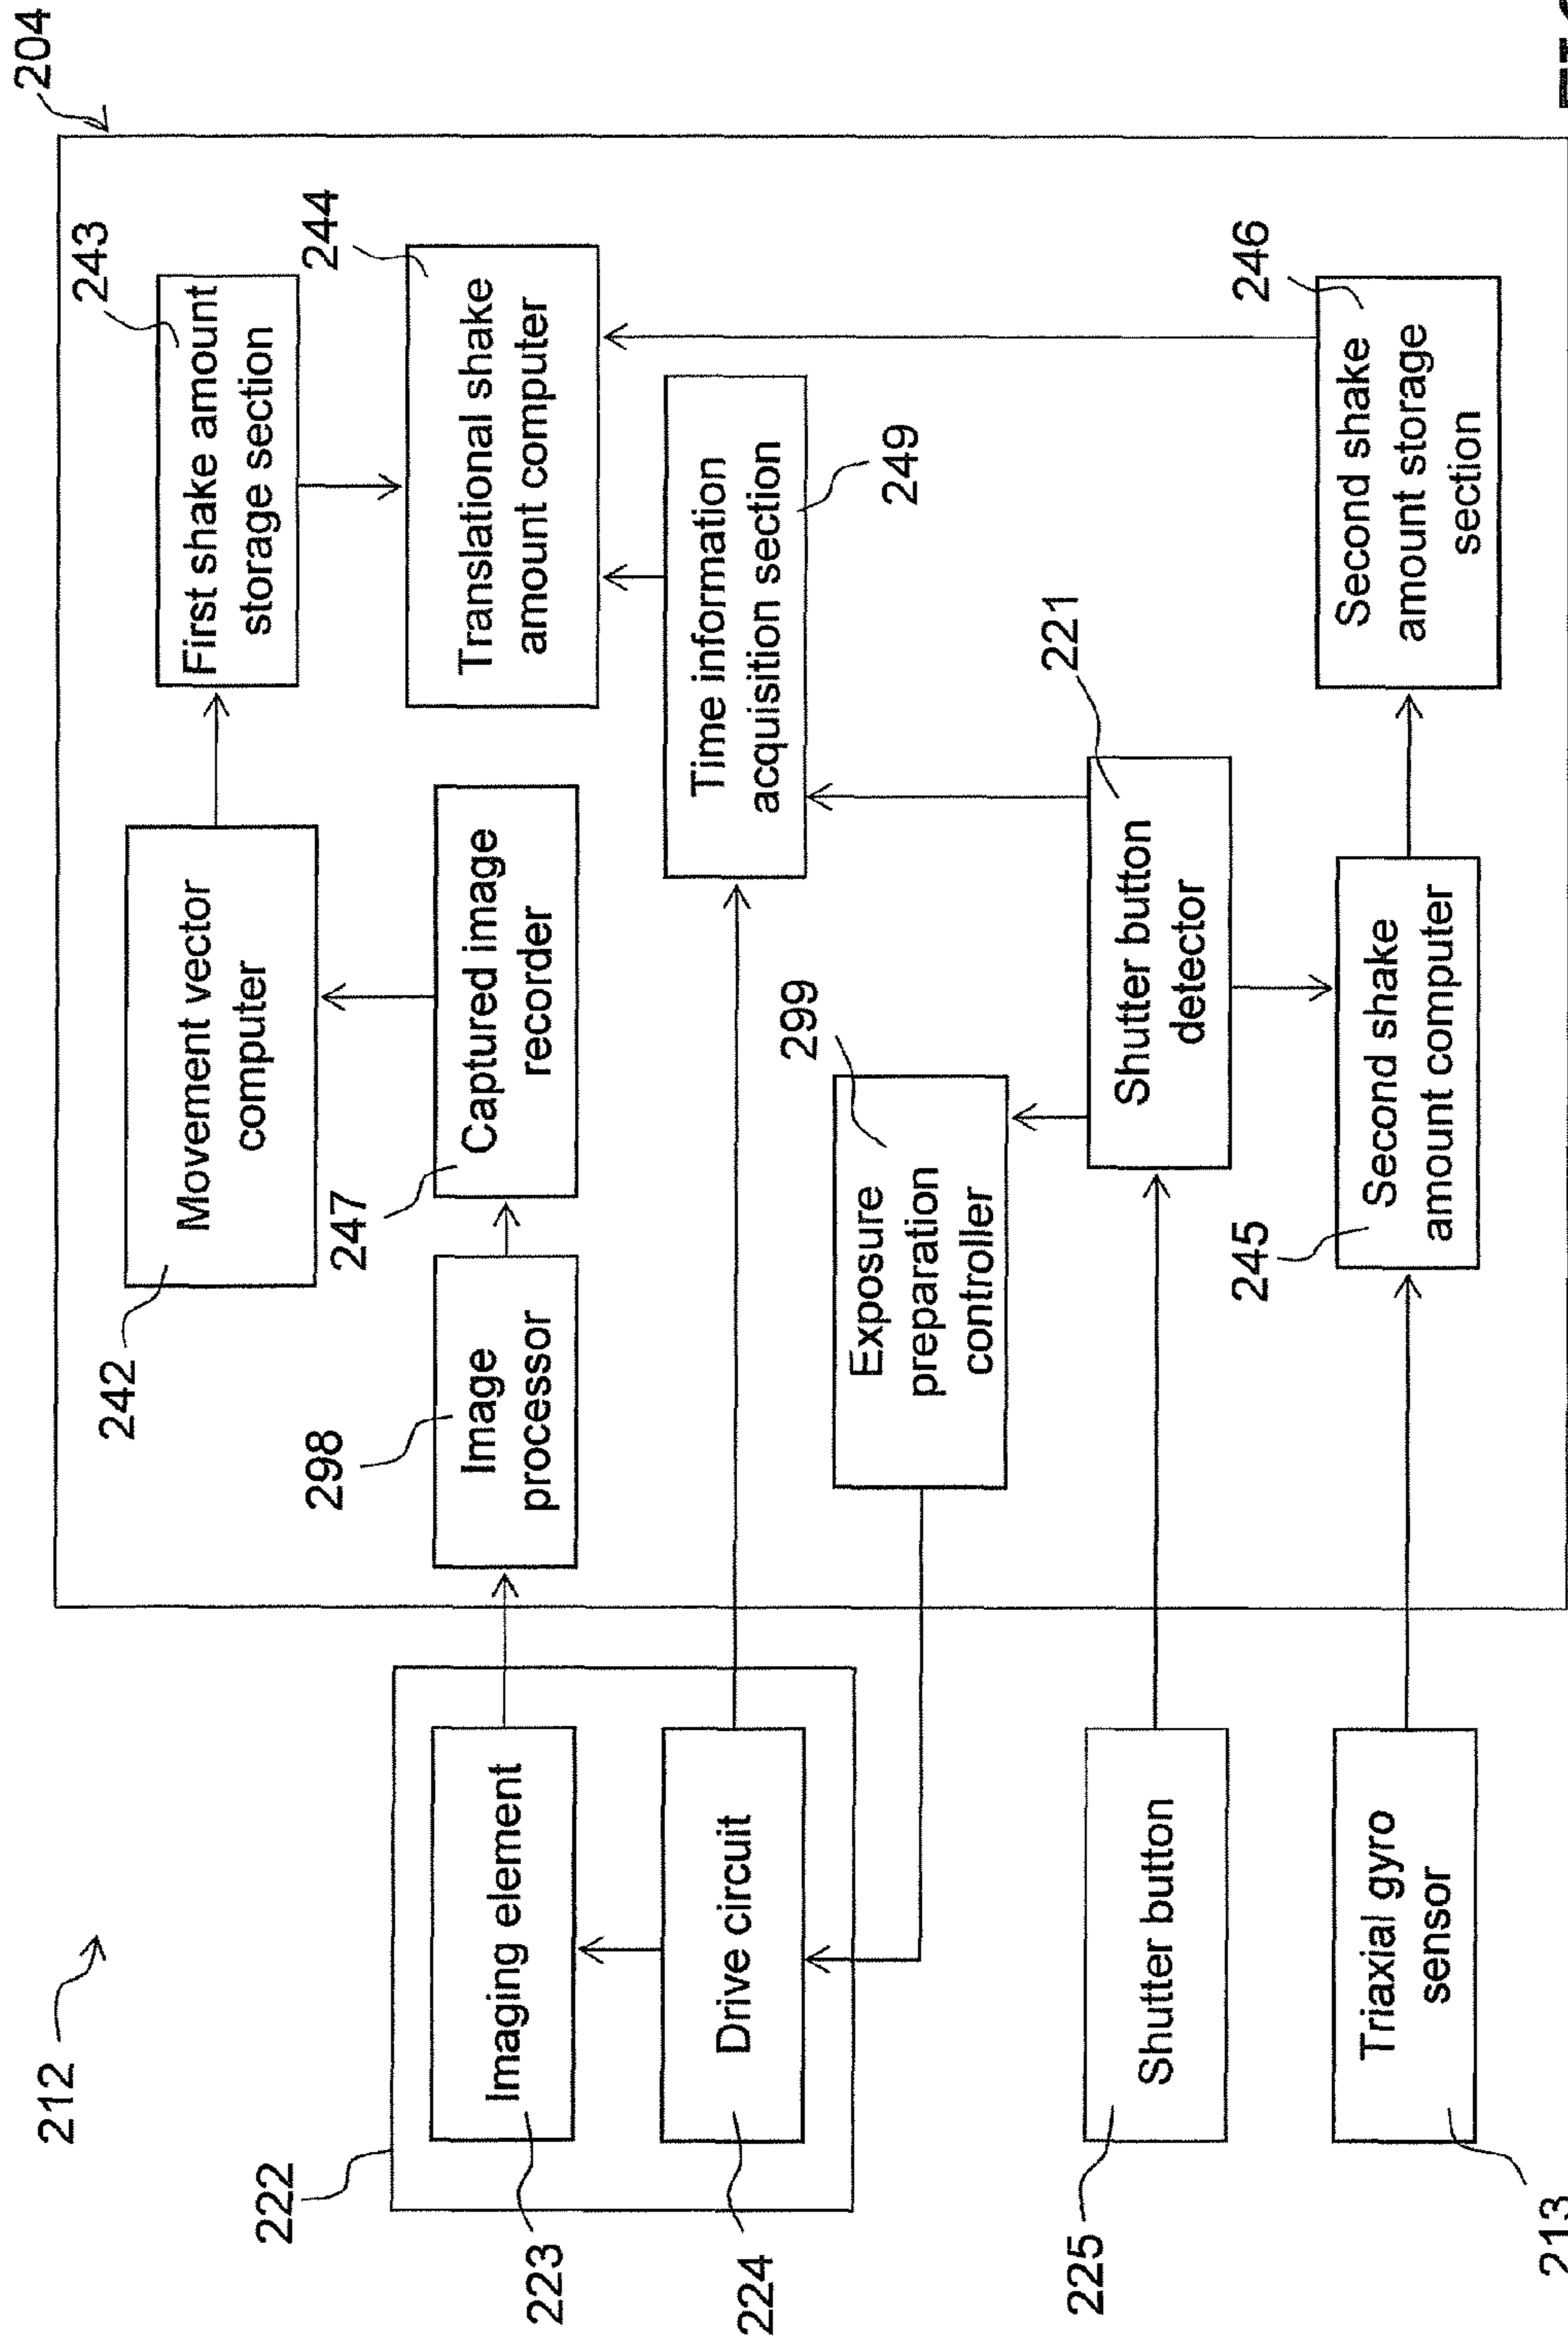 212
204
222
Imaging element
223
Drive circuit
224
Shutter button
225
Triaxial gyro
sensor
213
Movement vector
computer
242
First shake amount
storage section
243
Image
processor
298
Captured image
recorder
247
Translational shake
amount computer
244
Time information
acquisition section
249
Exposure
preparation
controller
299
Shutter button
detector
221
Second shake
amount computer
245
Second shake
amount storage
section
246